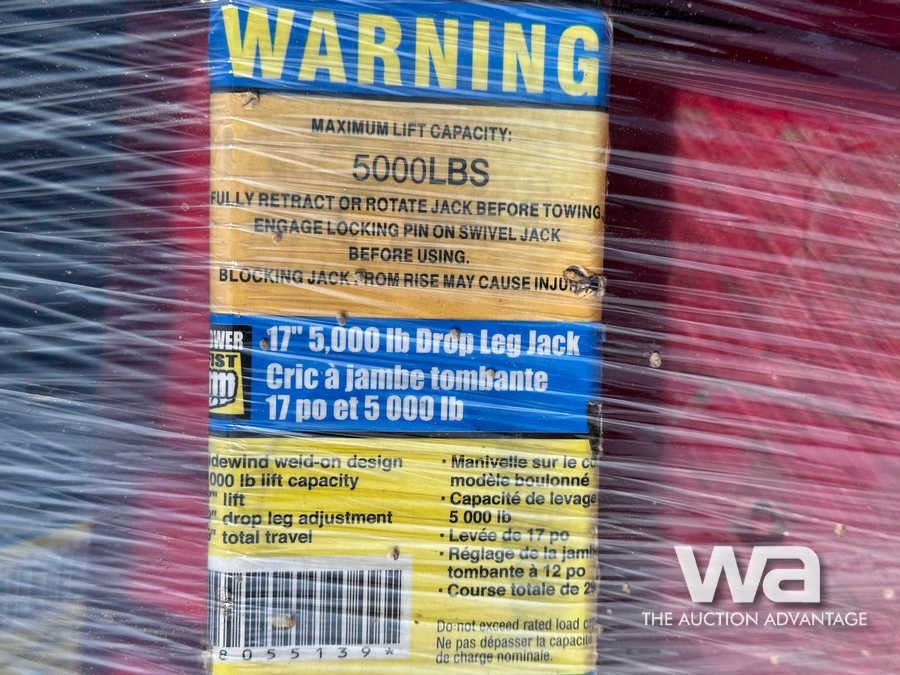 WARNING
MAXIMUM LIFT CAPACITY:
5000LBS
FULLY RETRACT OR ROTATE JACK BEFORE TOWING
ENGAGE LOCKING PIN ON SWIVEL JACK
BEFORE USING.
BLOCKING JACK FROM RISE MAY CAUSE
17" 5,000 lb Drop Leg Jack
Cric à jambe tombante
17 po et 5 000 lb
weld-on design
lb lift capacity
lift
drop leg adjustment
total travel
· Manivelle sur le
modèle boulonné
· Capacité de levage
5 000 lb
· Levée de 17 po
· Réglage de la
tombante à 12 po
· Course totale de
Do not exceed rated load
Ne pas dépasser la capacité
de charge nominale.
8055139*
wa
THE AUCTION ADVANTAGE